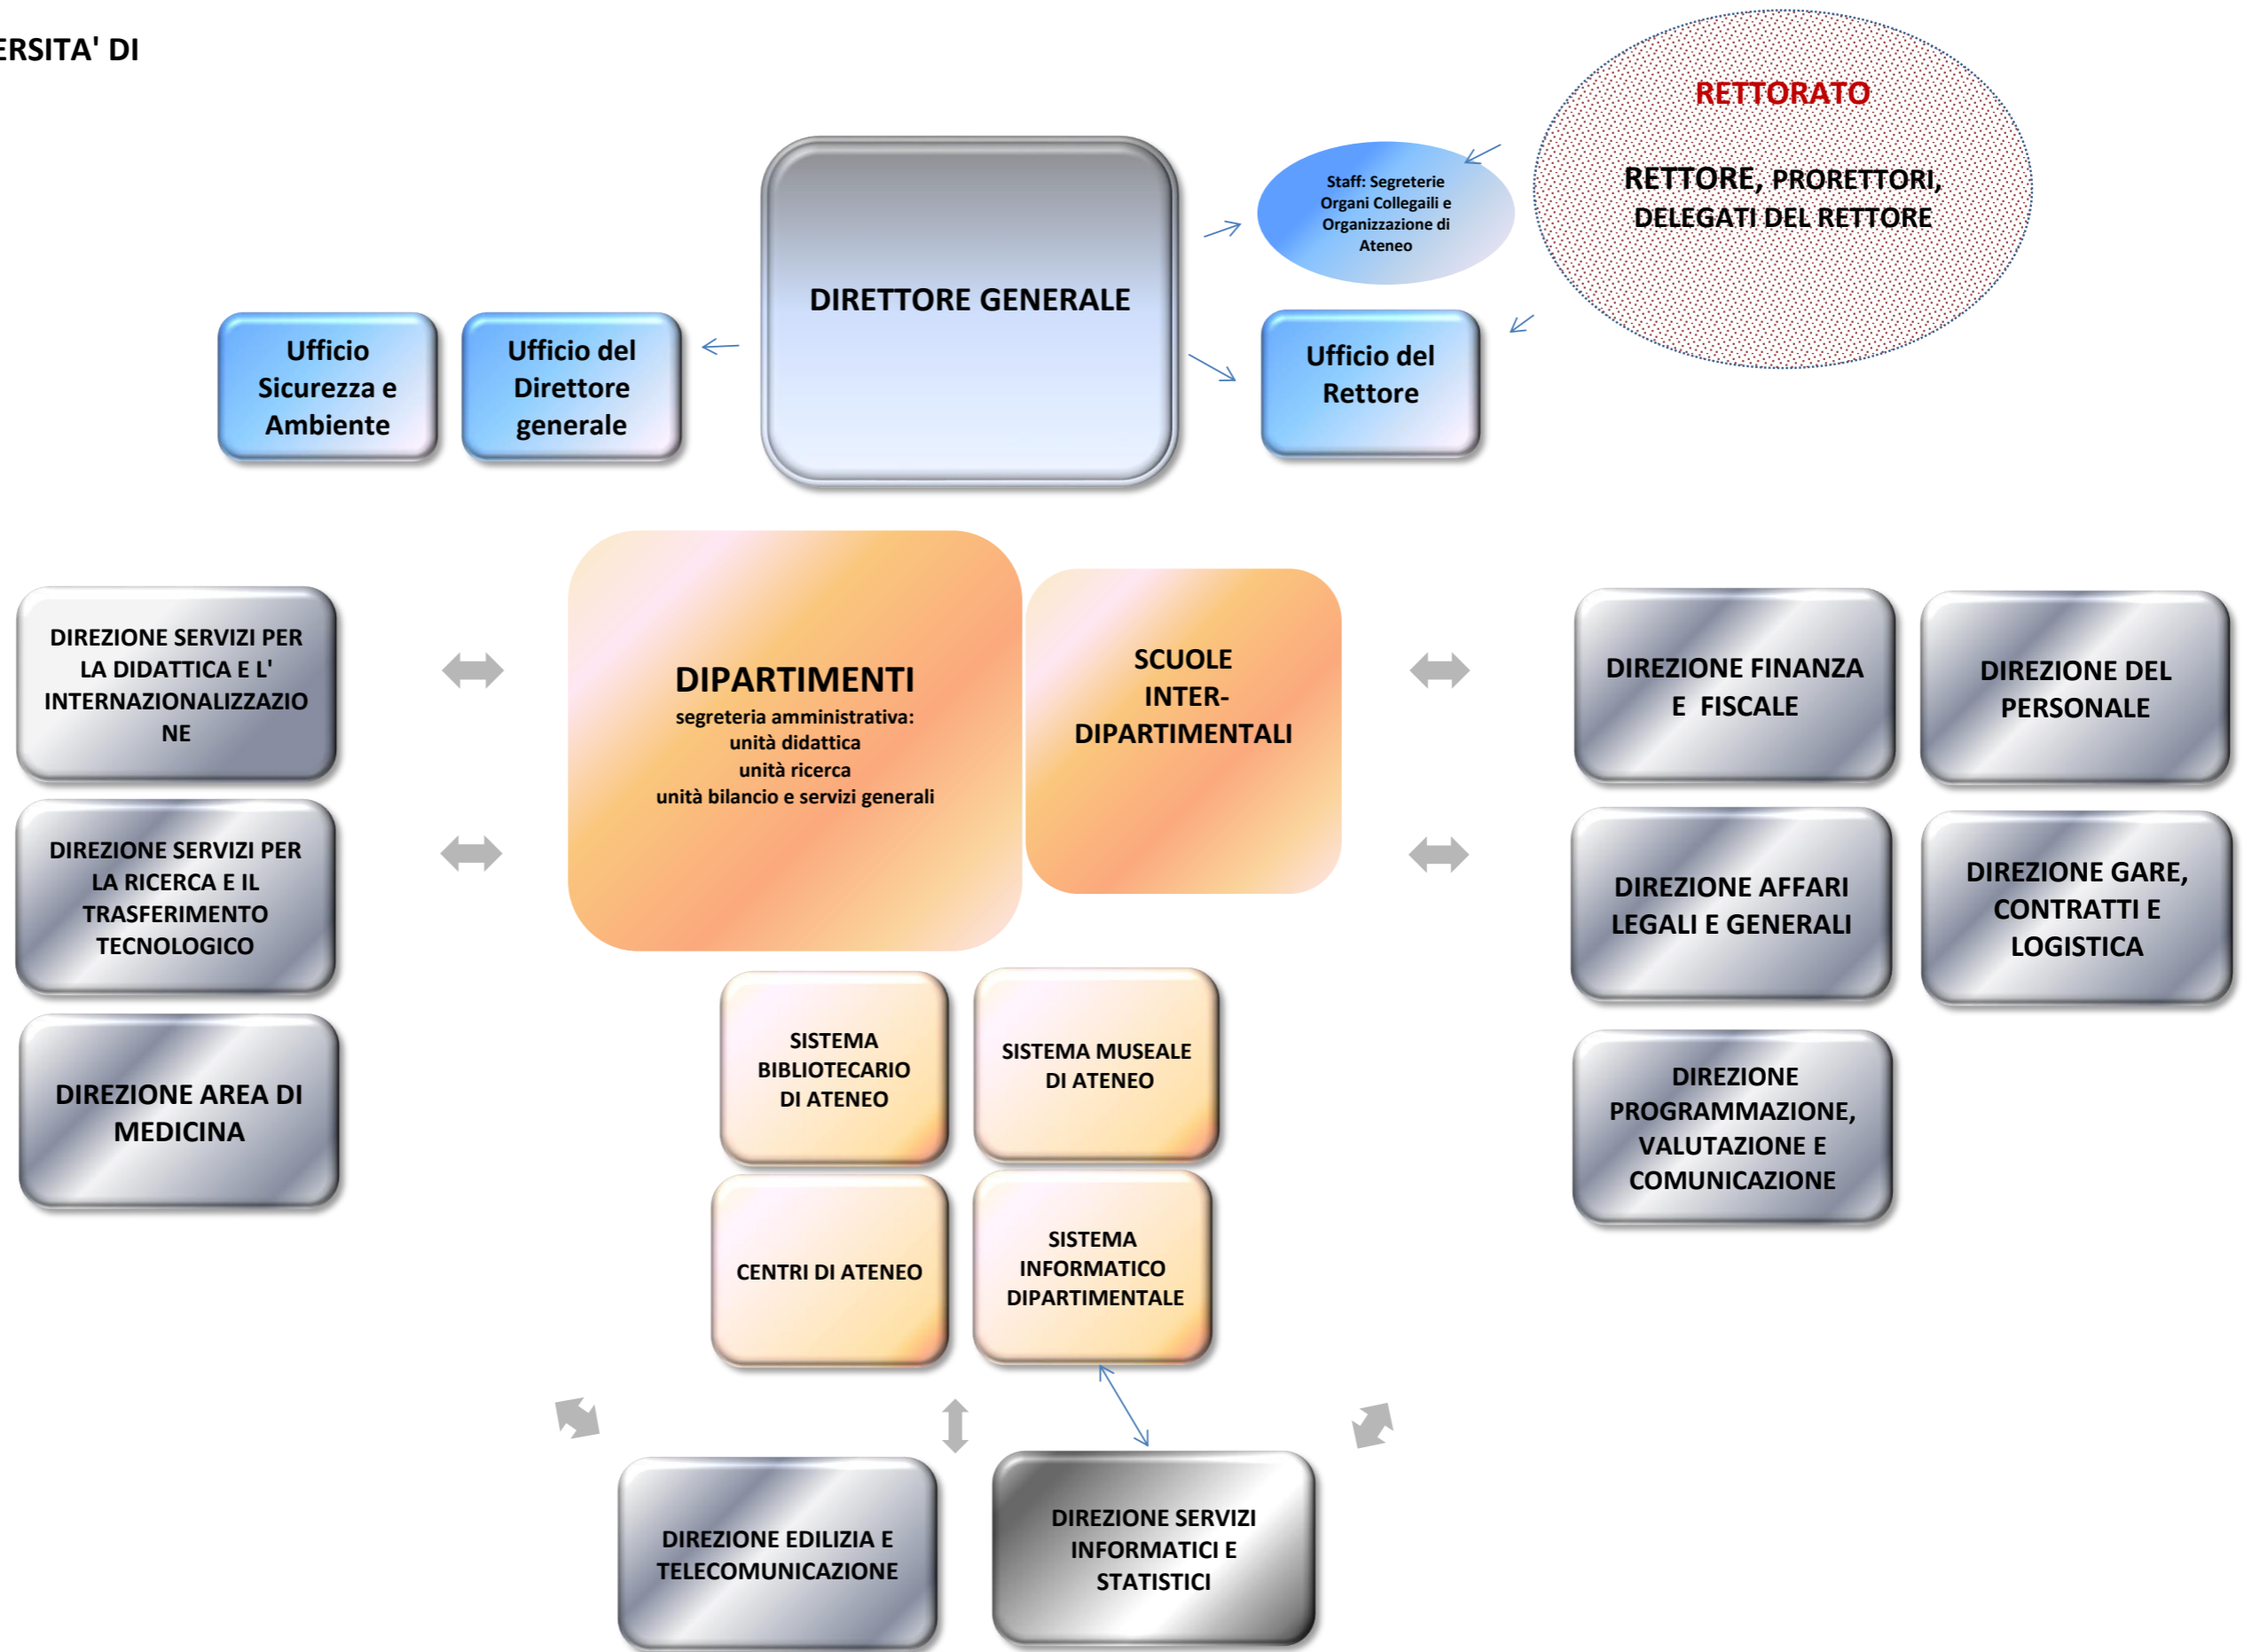 ERSITA' DI
RETTORATO
RETTORE, PRORETTORI,
DELEGATI DEL RETTORE
Staff: Segreterie
Organi Collegaili e
Organizzazione di
Ateneo
DIRETTORE GENERALE
Ufficio
Sicurezza e
Ambiente
Ufficio del
Direttore
generale
Ufficio del
Rettore
DIREZIONE SERVIZI PER
LA DIDATTICA E L'
INTERNAZIONALIZZAZIO
NE
DIPARTIMENTI
segreteria amministrativa:
unità didattica
unità ricerca
unità bilancio e servizi generali
SCUOLE
INTER-
DIPARTIMENTALI
DIREZIONE FINANZA
E FISCALE
DIREZIONE DEL
PERSONALE
DIREZIONE SERVIZI PER
LA RICERCA E IL
TRASFERIMENTO
TECNOLOGICO
DIREZIONE AFFARI
LEGALI E GENERALI
DIREZIONE GARE,
CONTRATTI E
LOGISTICA
DIREZIONE AREA DI
MEDICINA
SISTEMA
BIBLIOTECARIO
DI ATENEO
SISTEMA MUSEALE
DI ATENEO
DIREZIONE
PROGRAMMAZIONE,
VALUTAZIONE E
COMUNICAZIONE
CENTRI DI ATENEO
SISTEMA
INFORMATICO
DIPARTIMENTALE
DIREZIONE EDILIZIA E
TELECOMUNICAZIONE
DIREZIONE SERVIZI
INFORMATICI E
STATISTICI